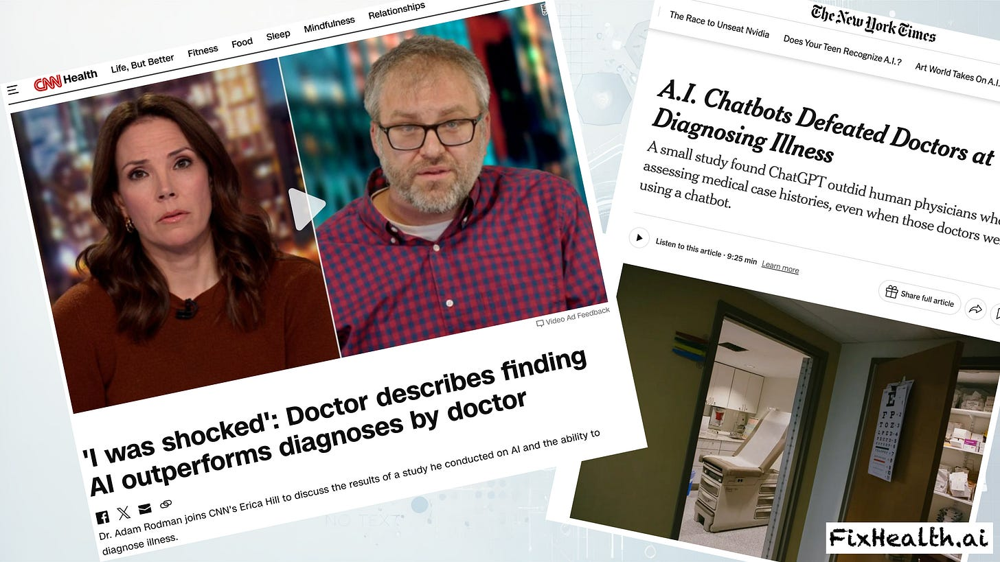 CNN Health Life, But Better Fitness Food Sleep Mindfulness Relationships
CNN
Video Ad Feedback
'I was shocked': Doctor describes finding
AI outperforms diagnoses by doctor
Dr. Adam Rodman joins CNN's Erica Hill to discuss the results of a study he conducted on AI and the ability to
diagnose illness.
The New York Times
The Race to Unseat Nvidia Does Your Teen Recognize A.I.? Art World Takes On A.I.
A.I. Chatbots Defeated Doctors at
Diagnosing Illness
A small study found ChatGPT outdid human physicians
assessing medical case histories, even when those doctors
using a chatbot.
Listen to this article · 9:25 min Learn more
Share full article
E
F P
T O Z
NO TEXT
FixHealth.ai